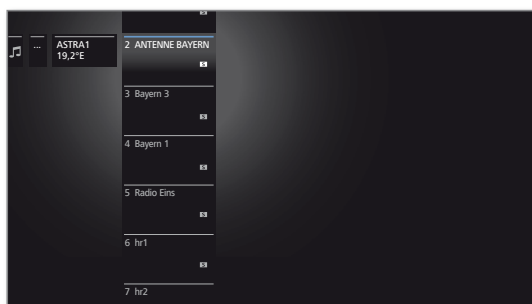 S
...
ASTRA1
19,2°E
2 ANTENNE BAYERN
S
3 Bayern 3
S
4 Bayern 1
S
5 Radio Eins
S
6 hr1
S
7 hr2